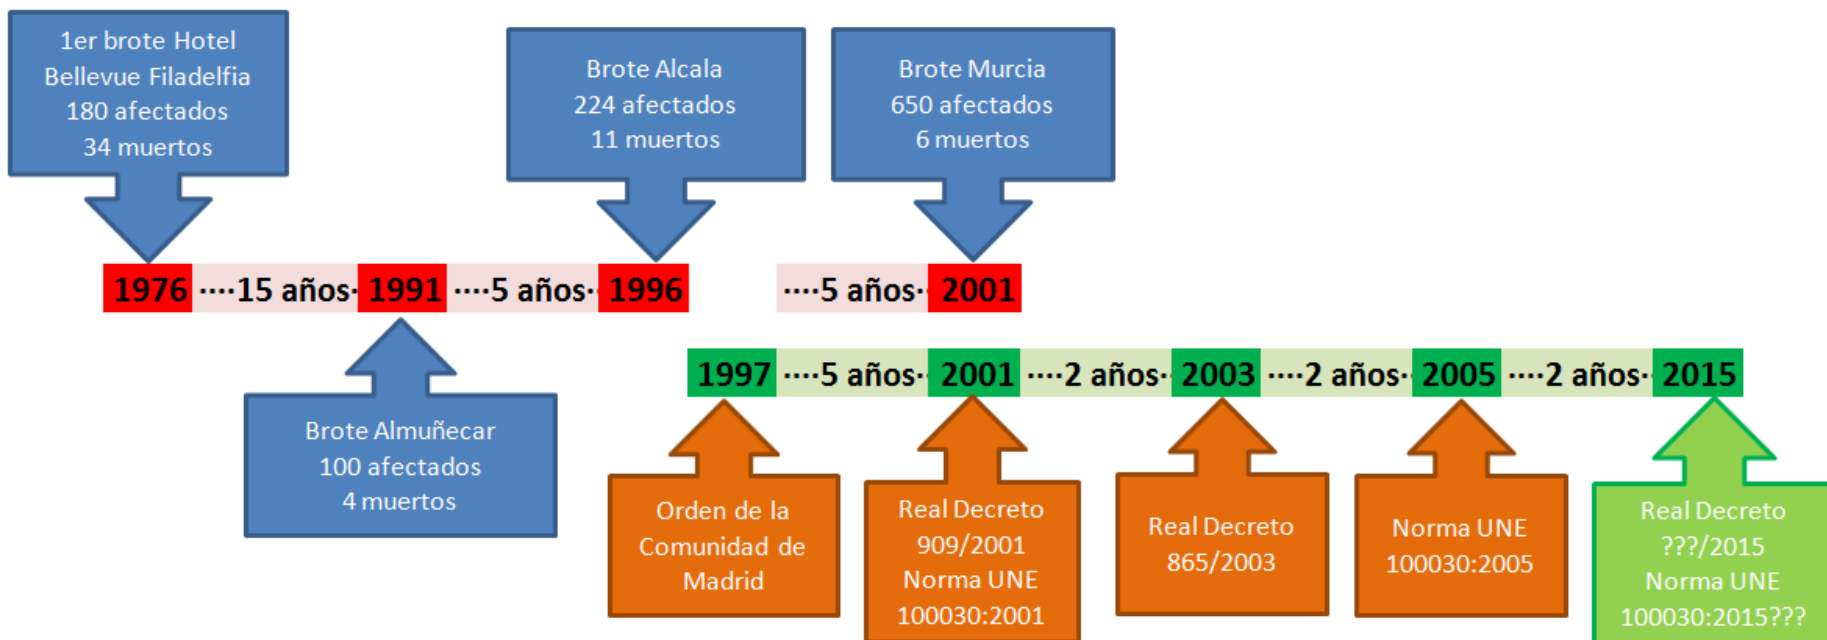 1er brote Hotel
Bellevue Filadelfia
180 afectados
34 muertos
Brote Alcala
224 afectados
11 muertos
Brote Murcia
650 afectados
6 muertos
1976 ····15 años· 1991 ····5 años·· 1996 ····5 años·· 2001
1997 ····5 años·· 2001 ····2 años·· 2003 ····2 años·· 2005 ····2 años·· 2015
Brote Almuñecar
100 afectados
4 muertos
Orden de la
Comunidad de
Madrid
Real Decreto
909/2001
Norma UNE
100030:2001
Real Decreto
865/2003
Norma UNE
100030:2005
Real Decreto
???/2015
Norma UNE
100030:2015???